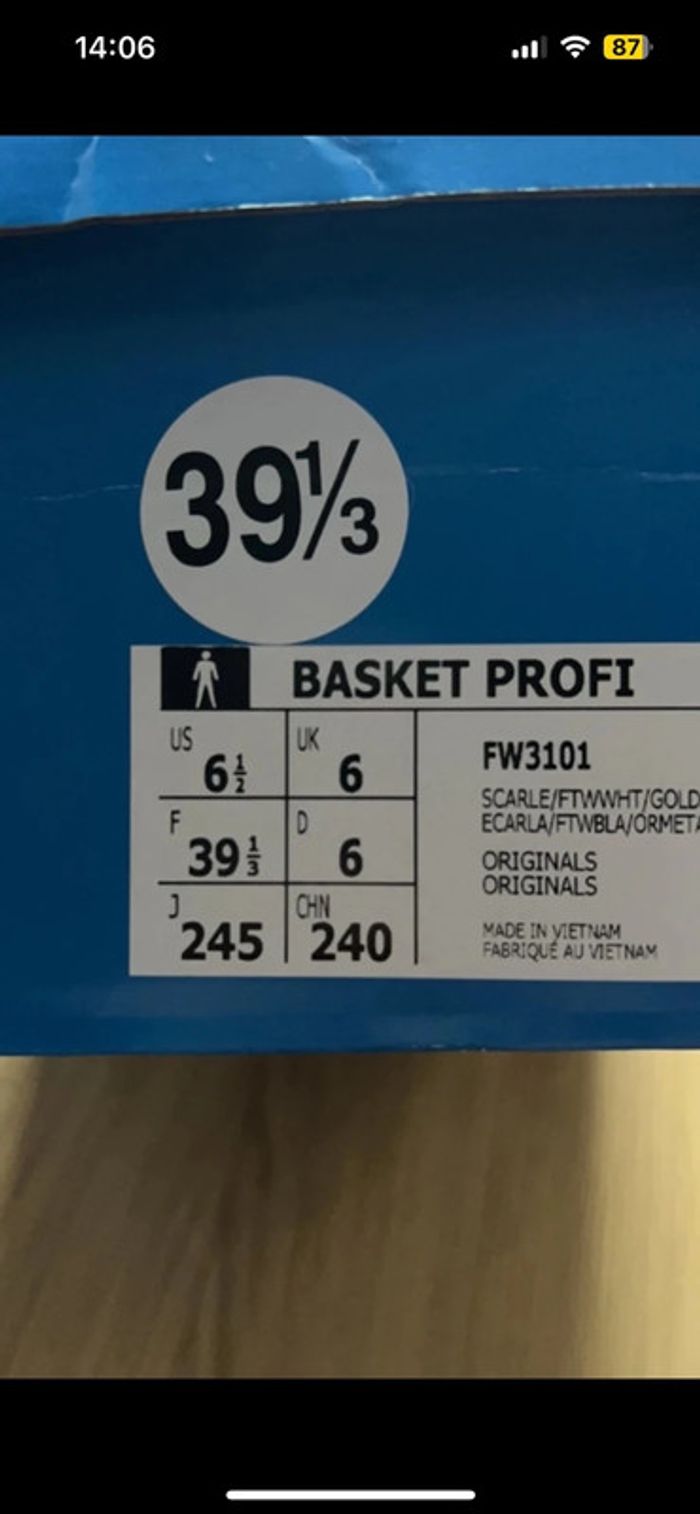 14:06 87
39⅓
BASKET PROFI
US 6½ UK 6
F 39⅓ D 6
J 245 CHN 240
FW3101
SCARLE/FTWWHT/GOLD
ECARLA/FTWBLA/ORMETA
ORIGINALS
ORIGINALS
MADE IN VIETNAM
FABRIQUÉ AU VIETNAM